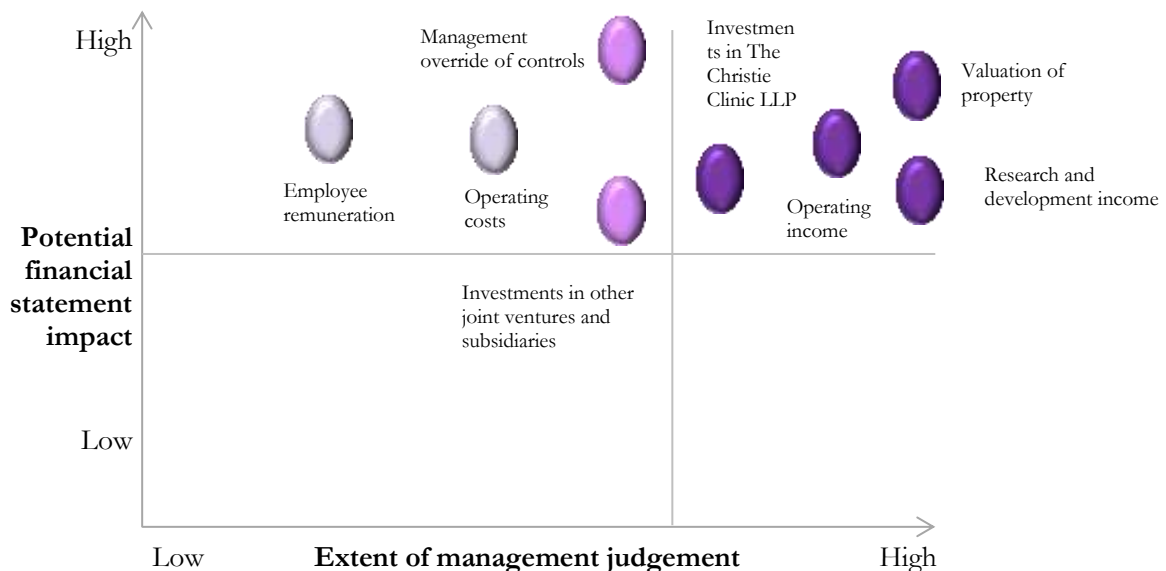 High
Management
override of controls
Investmen
ts in The
Christie
Clinic LLP
Valuation of
property
Employee
remuneration
Operating
costs
Operating
income
Research and
development income
Potential
financial
statement
impact
Investments in other
joint ventures and
subsidiaries
Low
Low
Extent of management judgement
High